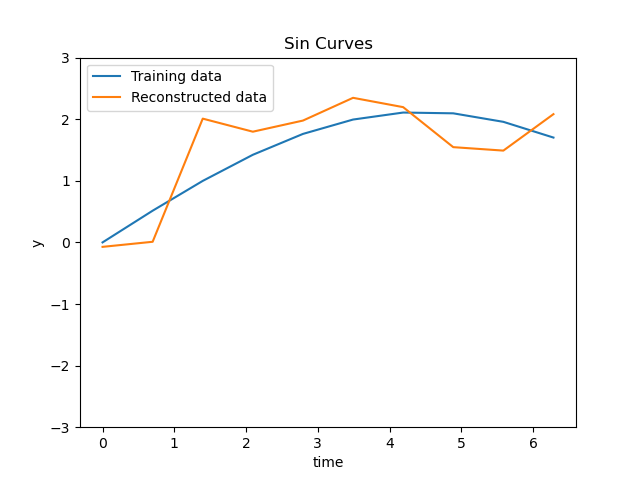 Sin Curves
Training data
Reconstructed data
3
2
1
0
−1
−2
−3
y
0 1 2 3 4 5 6
time